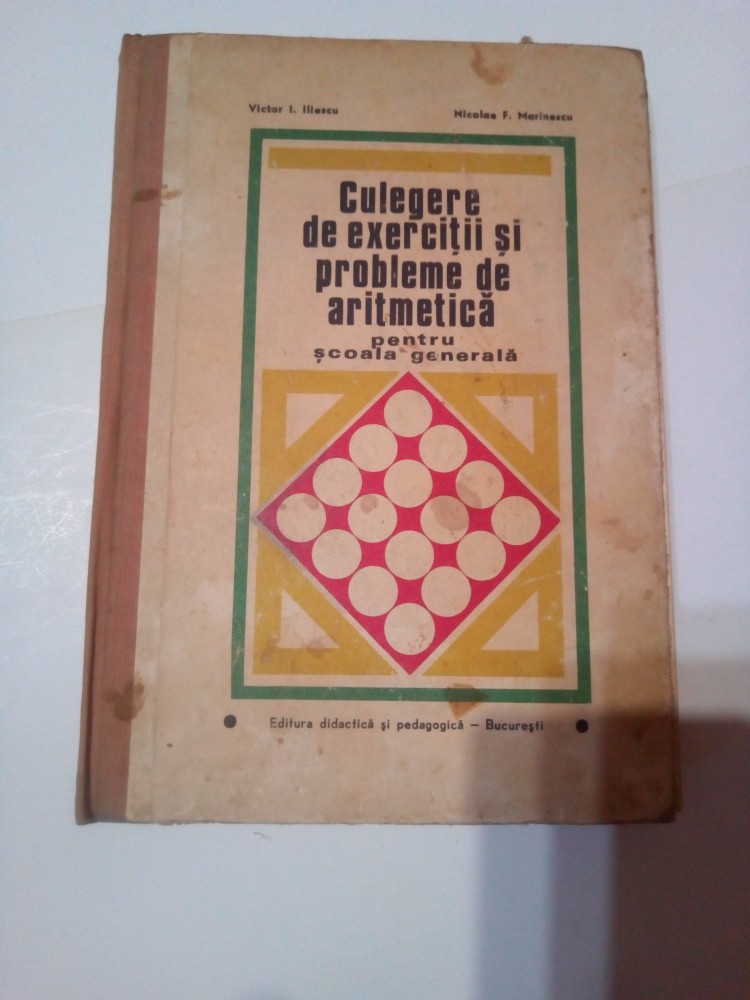 Victor I. Iliescu Nicolae F. Marinescu
Culegere
de exerciții și
probleme de
aritmetică
pentru
școala generală
Editura didactică și pedagogică – București